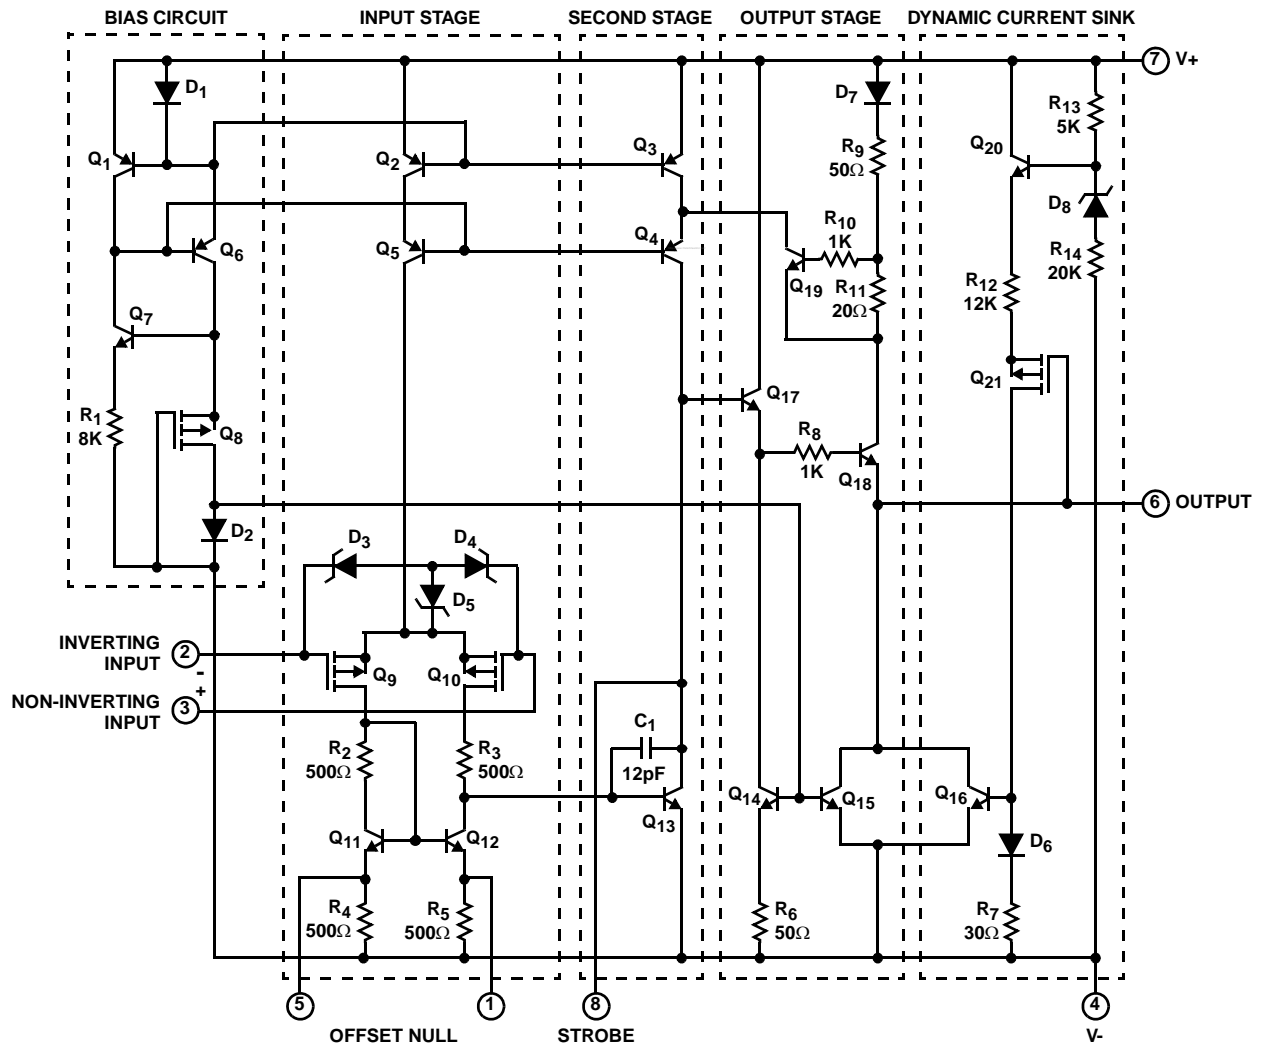 BIAS CIRCUIT
INPUT STAGE
SECOND STAGE
OUTPUT STAGE
DYNAMIC CURRENT SINK
7 V+
D1
D7
R13
5K
Q1
Q2
Q3
R9
50Ω
Q20
D8
R10
1K
Q6
Q5
Q4
R14
20K
Q19
R11
20Ω
R12
12K
Q7
Q21
Q17
R1
8K
Q8
R8
1K
Q18
6 OUTPUT
D2
D3
D4
D5
INVERTING
INPUT
2
-
+
NON-INVERTING
INPUT
3
Q9
Q10
R2
500Ω
R3
500Ω
C1
12pF
Q14
Q15
Q16
Q13
Q11
Q12
D6
R4
500Ω
R5
500Ω
R6
50Ω
R7
30Ω
5
1
8
4
OFFSET NULL
STROBE
V-